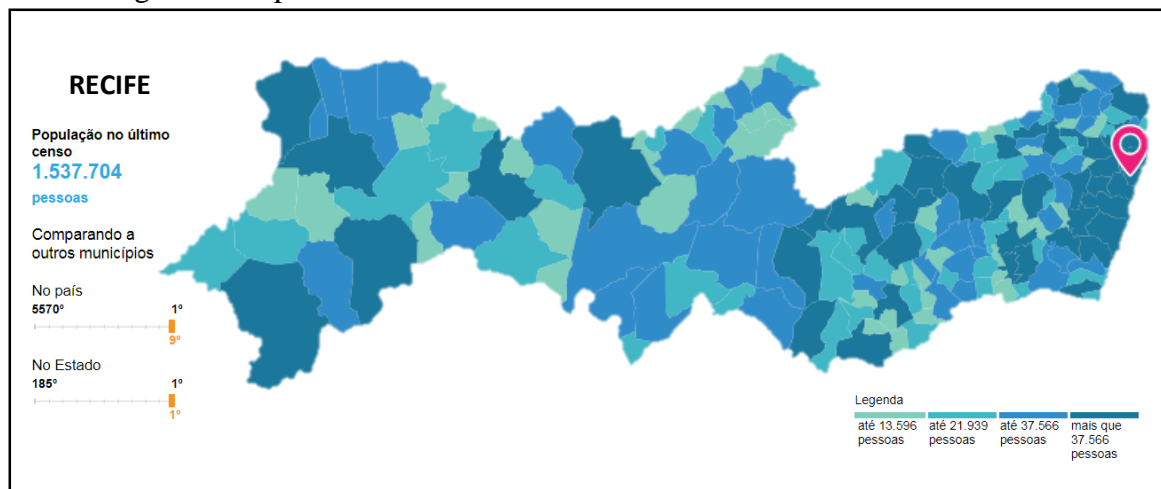 RECIFE
População no último
censo
1.537.704
pessoas
Comparando a
outros municípios
No país
5570º 1º
9º
No Estado
185º 1º
1º
Legenda
até 13.596
pessoas
até 21.939
pessoas
até 37.566
pessoas
mais que
37.566
pessoas